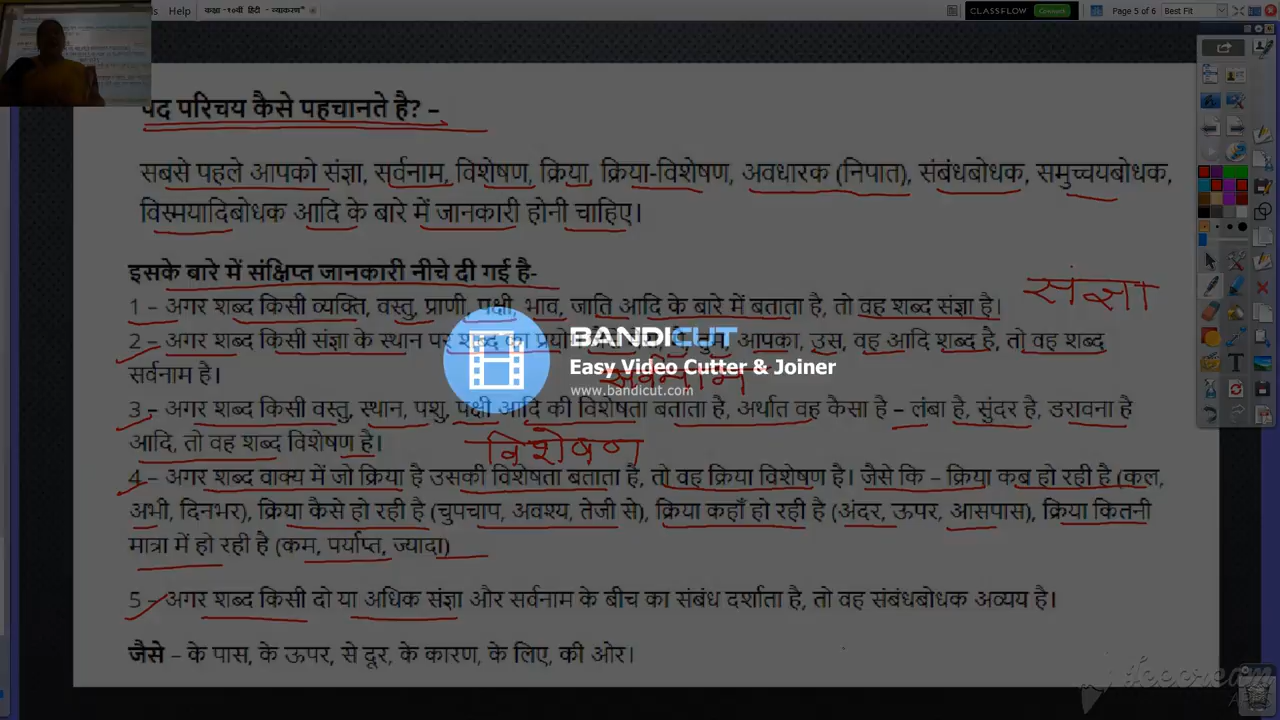 Help
कक्षा -१०वीं हिंदी - व्याकरण*
CLASSFLOW
Connect
Page 5 of 6
Best Fit
पद परिचय कैसे पहचानते है? –
सबसे पहले आपको संज्ञा, सर्वनाम, विशेषण, क्रिया, क्रिया-विशेषण, अवधारक (निपात), संबंधबोधक, समुच्चयबोधक,
विस्मयादिबोधक आदि के बारे में जानकारी होनी चाहिए।
इसके बारे में संक्षिप्त जानकारी नीचे दी गई है-
1 – अगर शब्द किसी व्यक्ति, वस्तु, प्राणी, पक्षी, भाव, जाति आदि के बारे में बताता है, तो वह शब्द संज्ञा है।
संज्ञा
2 – अगर शब्द किसी संज्ञा के स्थान पर शब्द का तुम, आपका, उस, वह आदि शब्द है, तो वह शब्द
सर्वनाम है।
सर्वनाम
BANDICUT
Easy Video Cutter & Joiner
www.bandicut.com
3 – अगर शब्द किसी वस्तु, स्थान, पशु, पक्षी आदि की विशेषता बताता है, अर्थात वह कैसा है – लंबा है, सुंदर है, डरावना है
आदि, तो वह शब्द विशेषण है।
विशेषण
4 – अगर शब्द वाक्य में जो क्रिया है उसकी विशेषता बताता है, तो वह क्रिया विशेषण है। जैसे कि – क्रिया कब हो रही है (कल,
अभी, दिनभर), क्रिया कैसे हो रही है (चुपचाप, अवश्य, तेजी से), क्रिया कहाँ हो रही है (अंदर, ऊपर, आसपास), क्रिया कितनी
मात्रा में हो रही है (कम, पर्याप्त, ज्यादा)
5 – अगर शब्द किसी दो या अधिक संज्ञा और सर्वनाम के बीच का संबंध दर्शाता है, तो वह संबंधबोधक अव्यय है।
जैसे – के पास, के ऊपर, से दूर, के कारण, के लिए, की ओर।